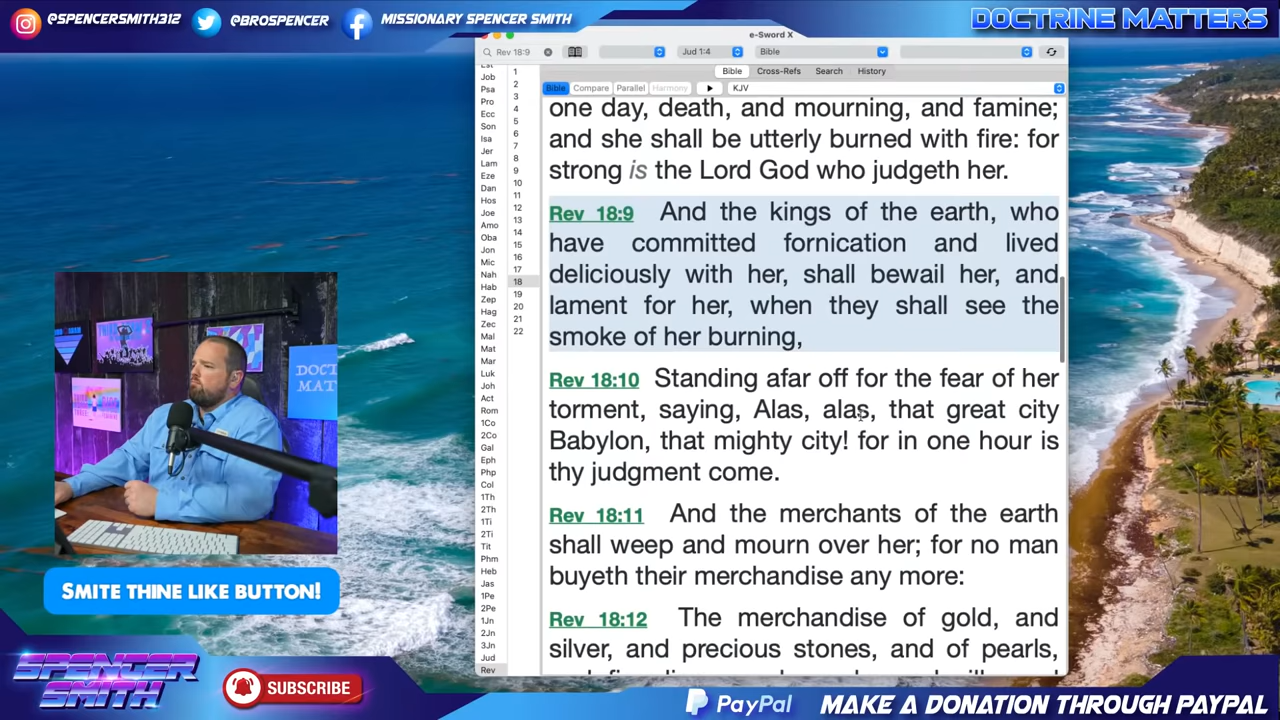 @SPENCERSMITH312
@BROSPENCER
MISSIONARY SPENCER SMITH
DOCTRINE MATTERS
e-Sword X
Rev 18:9
Jud 1:4
Bible
Bible
Cross-Refs
Search
History
Bible
Compare
Parallel
Harmony
KJV
Job
Psa
Pro
Ecc
Son
Isa
Jer
Lam
Eze
Dan
Hos
Joe
Amo
Oba
Jon
Mic
Nah
Hab
Zep
Hag
Zec
Mal
Mat
Mar
Luk
Joh
Act
Rom
1Co
2Co
Gal
Eph
Php
Col
1Th
2Th
1Ti
2Ti
Tit
Phm
Heb
Jas
1Pe
2Pe
1Jn
2Jn
3Jn
Jud
Rev
1
2
3
4
5
6
7
8
9
10
11
12
13
14
15
16
17
18
19
20
21
22
one day, death, and mourning, and famine;
and she shall be utterly burned with fire: for
strong is the Lord God who judgeth her.
Rev 18:9 And the kings of the earth, who
have committed fornication and lived
deliciously with her, shall bewail her, and
lament for her, when they shall see the
smoke of her burning,
Rev 18:10 Standing afar off for the fear of her
torment, saying, Alas, alas, that great city
Babylon, that mighty city! for in one hour is
thy judgment come.
Rev 18:11 And the merchants of the earth
shall weep and mourn over her; for no man
buyeth their merchandise any more:
Rev 18:12 The merchandise of gold, and
silver, and precious stones, and of pearls,
DOCT
MAT
SMITE THINE LIKE BUTTON!
SPENCER
SMITH
SUBSCRIBE
PayPal
MAKE A DONATION THROUGH PAYPAL